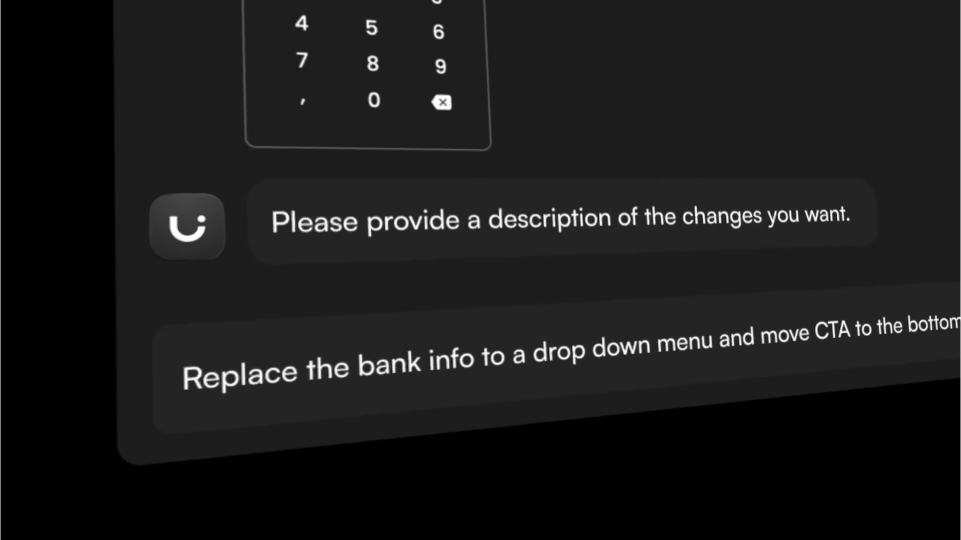 4 5 6
7 8 9
, 0
Please provide a description of the changes you want.
Replace the bank info to a drop down menu and move CTA to the bottom